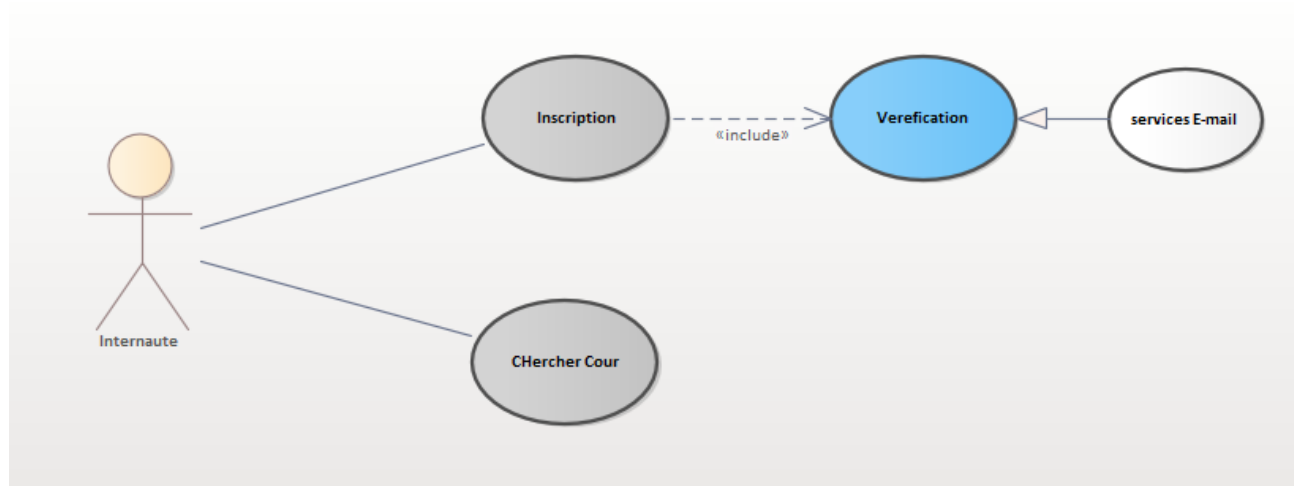 Inscription
«include»
Verefication
services E-mail
Internaute
CHercher Cour